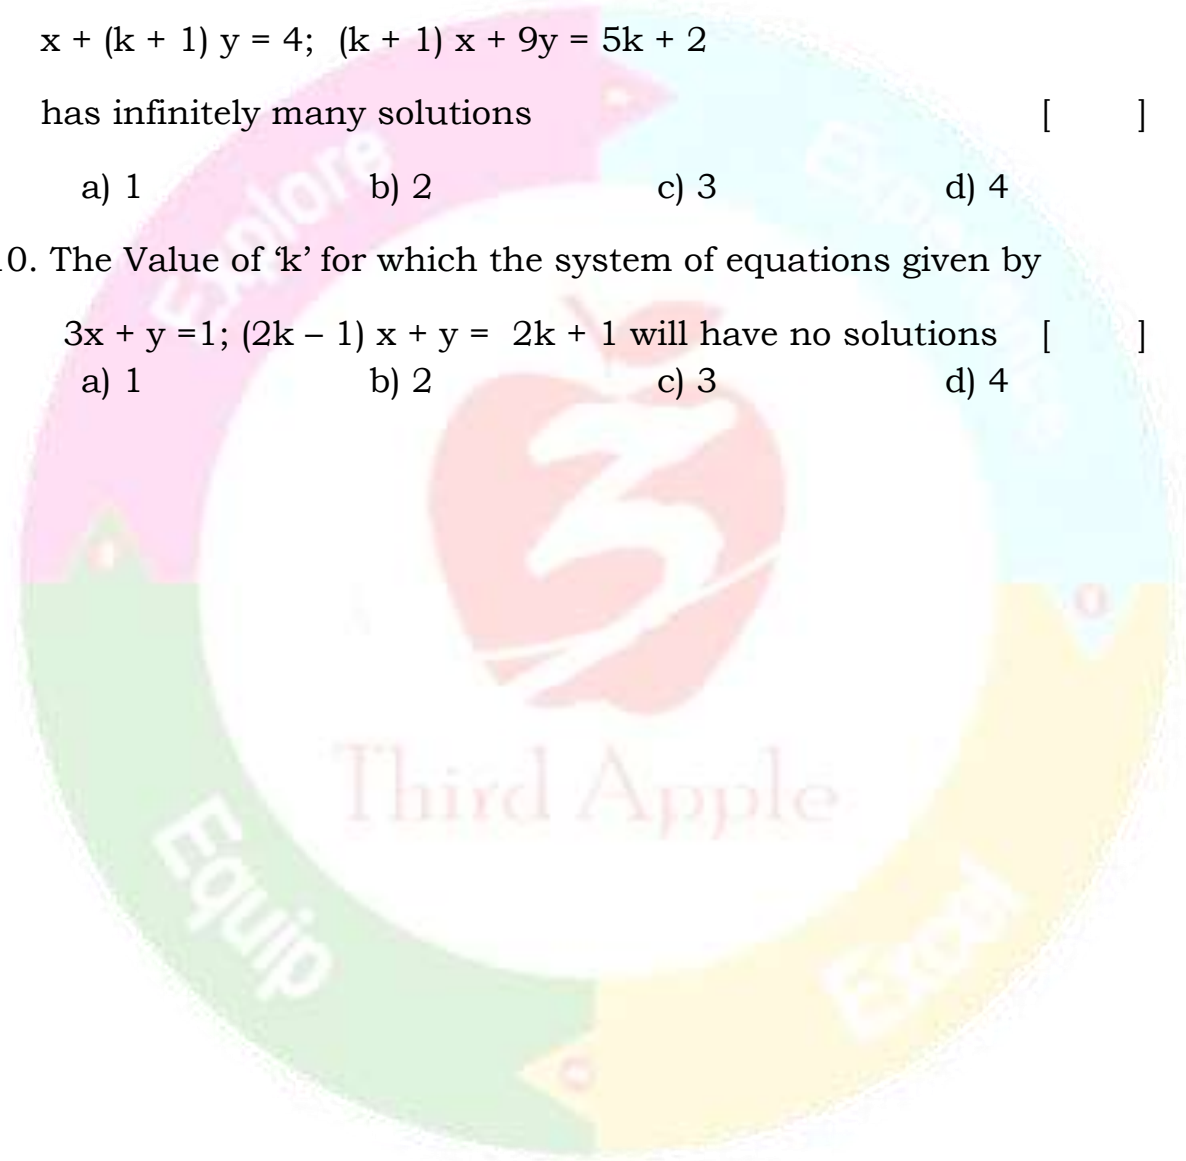 x + (k + 1) y = 4; (k + 1) x + 9y = 5k + 2
has infinitely many solutions [ ]
a) 1 b) 2 c) 3 d) 4
10. The Value of ‘k’ for which the system of equations given by
3x + y =1; (2k – 1) x + y = 2k + 1 will have no solutions [ ]
a) 1 b) 2 c) 3 d) 4
Explore
Experience
Third Apple
Equip
Excel